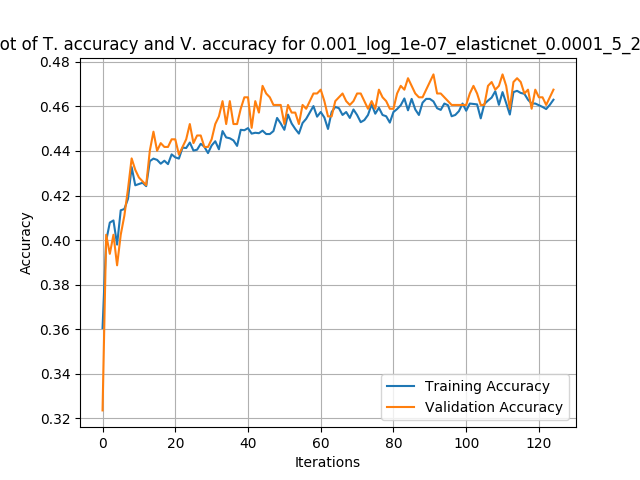 ot of T. accuracy and V. accuracy for 0.001_log_1e-07_elasticnet_0.0001_5_2
0.48
0.46
0.44
0.42
0.40
0.38
0.36
0.34
0.32
Accuracy
Training Accuracy
Validation Accuracy
0 20 40 60 80 100 120
Iterations